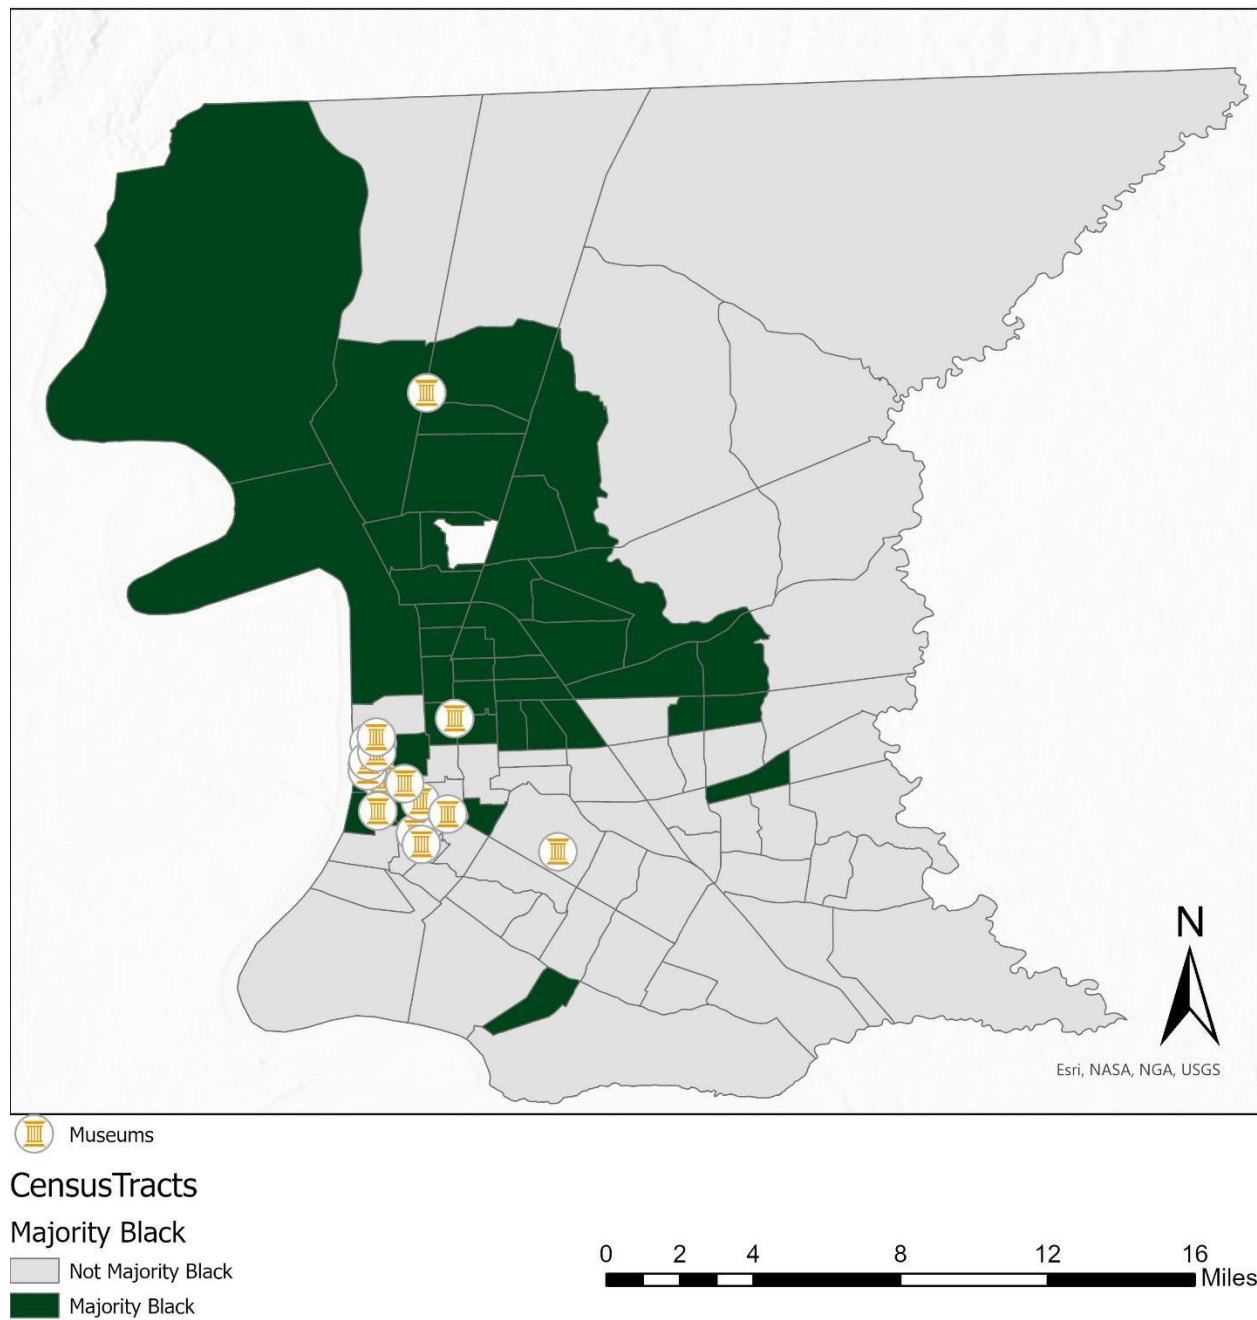 N
Esri, NASA, NGA, USGS
Museums
CensusTracts
Majority Black
Not Majority Black
Majority Black
0 2 4 8 12 16
Miles